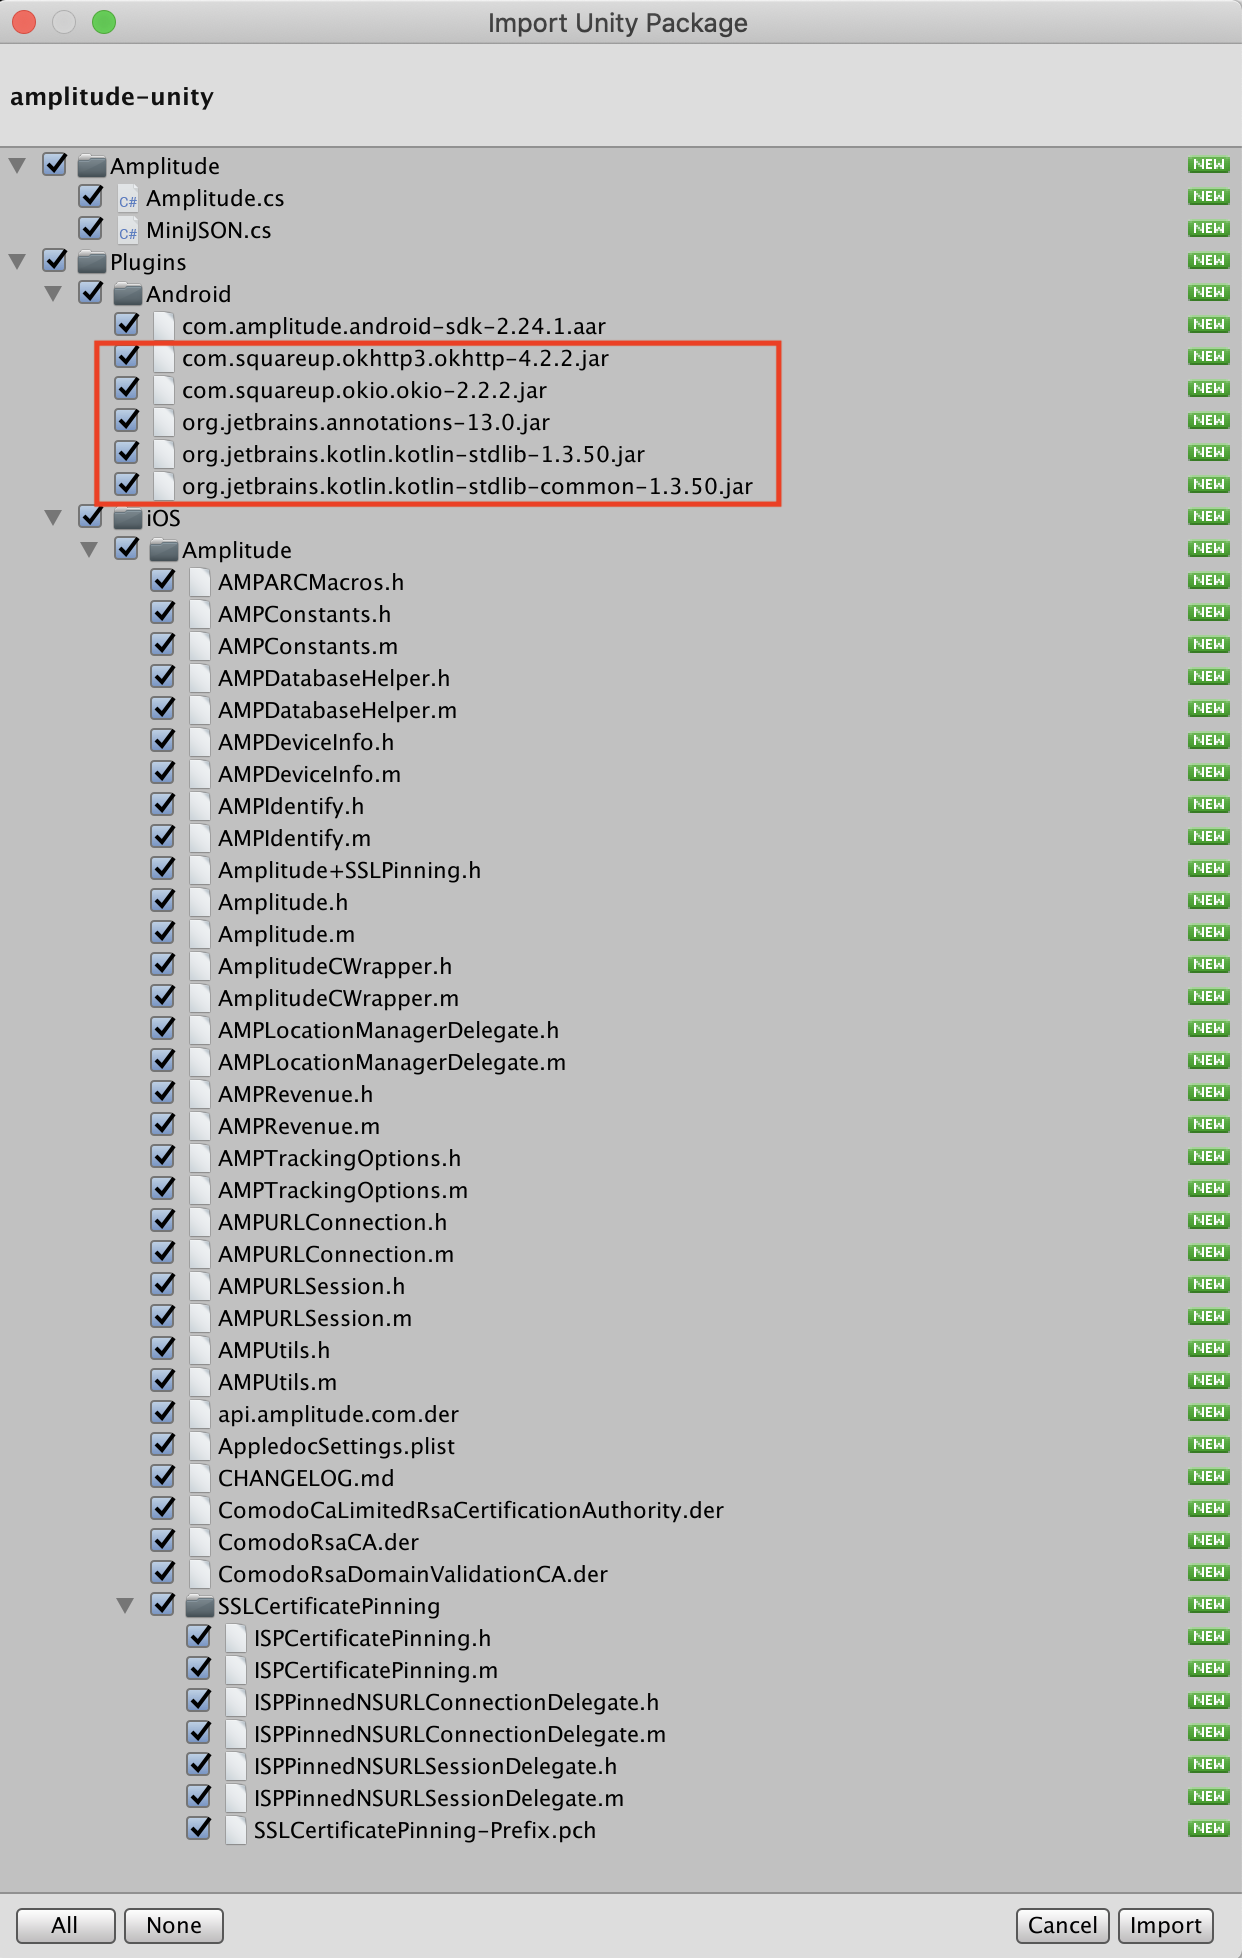 Import Unity Package
amplitude-unity
Amplitude NEW
C# Amplitude.cs NEW
C# MiniJSON.cs NEW
Plugins NEW
Android NEW
com.amplitude.android-sdk-2.24.1.aar NEW
com.squareup.okhttp3.okhttp-4.2.2.jar NEW
com.squareup.okio.okio-2.2.2.jar NEW
org.jetbrains.annotations-13.0.jar NEW
org.jetbrains.kotlin.kotlin-stdlib-1.3.50.jar NEW
org.jetbrains.kotlin.kotlin-stdlib-common-1.3.50.jar NEW
iOS NEW
Amplitude NEW
AMPARCMacros.h NEW
AMPConstants.h NEW
AMPConstants.m NEW
AMPDatabaseHelper.h NEW
AMPDatabaseHelper.m NEW
AMPDeviceInfo.h NEW
AMPDeviceInfo.m NEW
AMPIdentify.h NEW
AMPIdentify.m NEW
Amplitude+SSLPinning.h NEW
Amplitude.h NEW
Amplitude.m NEW
AmplitudeCWrapper.h NEW
AmplitudeCWrapper.m NEW
AMPLocationManagerDelegate.h NEW
AMPLocationManagerDelegate.m NEW
AMPRevenue.h NEW
AMPRevenue.m NEW
AMPTrackingOptions.h NEW
AMPTrackingOptions.m NEW
AMPURLConnection.h NEW
AMPURLConnection.m NEW
AMPURLSession.h NEW
AMPURLSession.m NEW
AMPUtils.h NEW
AMPUtils.m NEW
api.amplitude.com.der NEW
AppledocSettings.plist NEW
CHANGELOG.md NEW
ComodoCaLimitedRsaCertificationAuthority.der NEW
ComodoRsaCA.der NEW
ComodoRsaDomainValidationCA.der NEW
SSLCertificatePinning NEW
ISPCertificatePinning.h NEW
ISPCertificatePinning.m NEW
ISPPinnedNSURLConnectionDelegate.h NEW
ISPPinnedNSURLConnectionDelegate.m NEW
ISPPinnedNSURLSessionDelegate.h NEW
ISPPinnedNSURLSessionDelegate.m NEW
SSLCertificatePinning-Prefix.pch NEW
All None Cancel Import